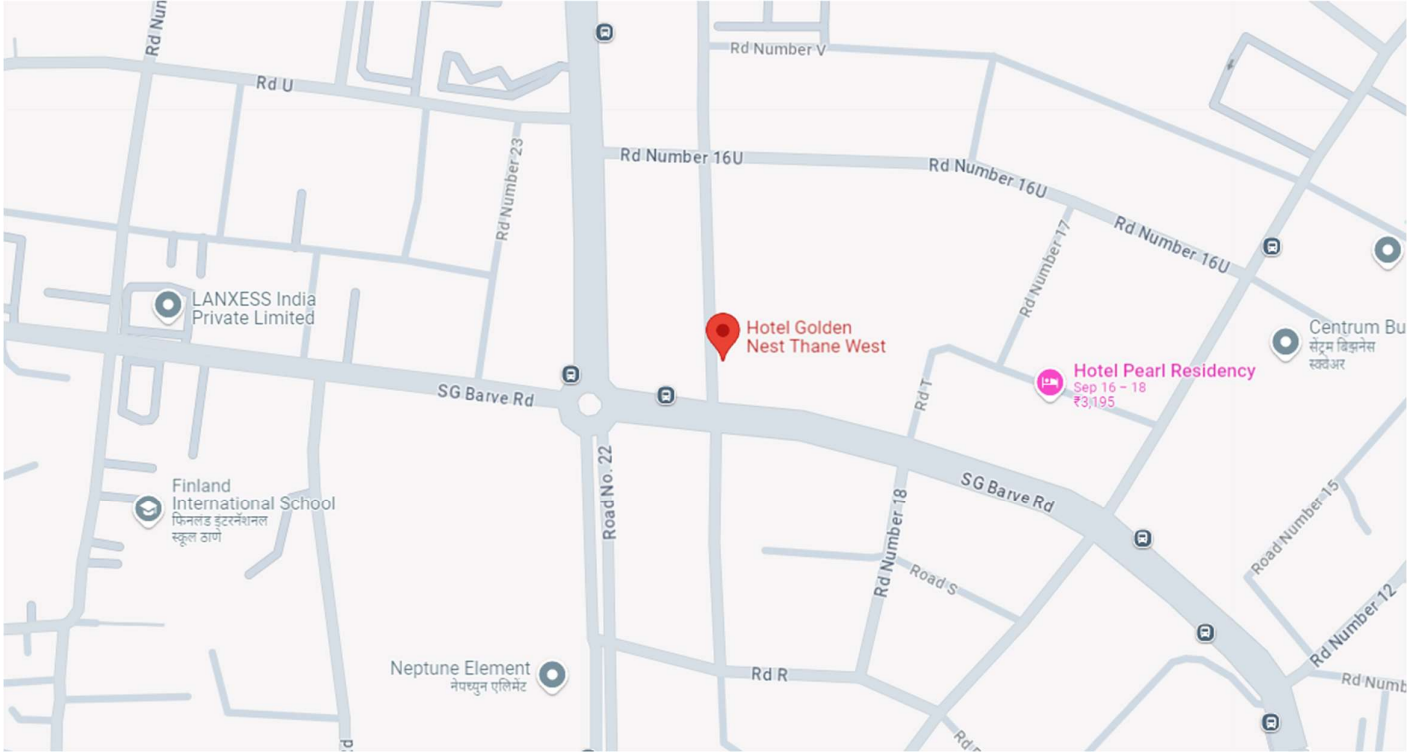 Rd Nun
Rd Number V
Rd U
Rd Number 16U
Rd Number 23
Rd Number 16U
Rd Number 16U
Rd Number 17
LANXESS India
Private Limited
Hotel Golden
Nest Thane West
Centrum Bu
सेंट्रम बिझनेस
स्क्वेअर
Hotel Pearl Residency
Sep 16 – 18
₹3,195
Rd T
SG Barve Rd
SG Barve Rd
Road No. 22
Finland
International School
फिनलंड इंटरनॅशनल
स्कूल ठाणे
Rd Number 18
Road Number 15
Road S
Rd Number 12
Neptune Element
नेपच्युन एलिमेंट
Rd R
Rd Numb